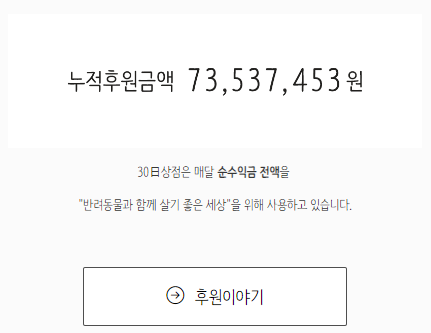 누적후원금액 73,537,453 원
30日상점은 매달 순수익금 전액을
"반려동물과 함께 살기 좋은 세상"을 위해 사용하고 있습니다.
후원이야기